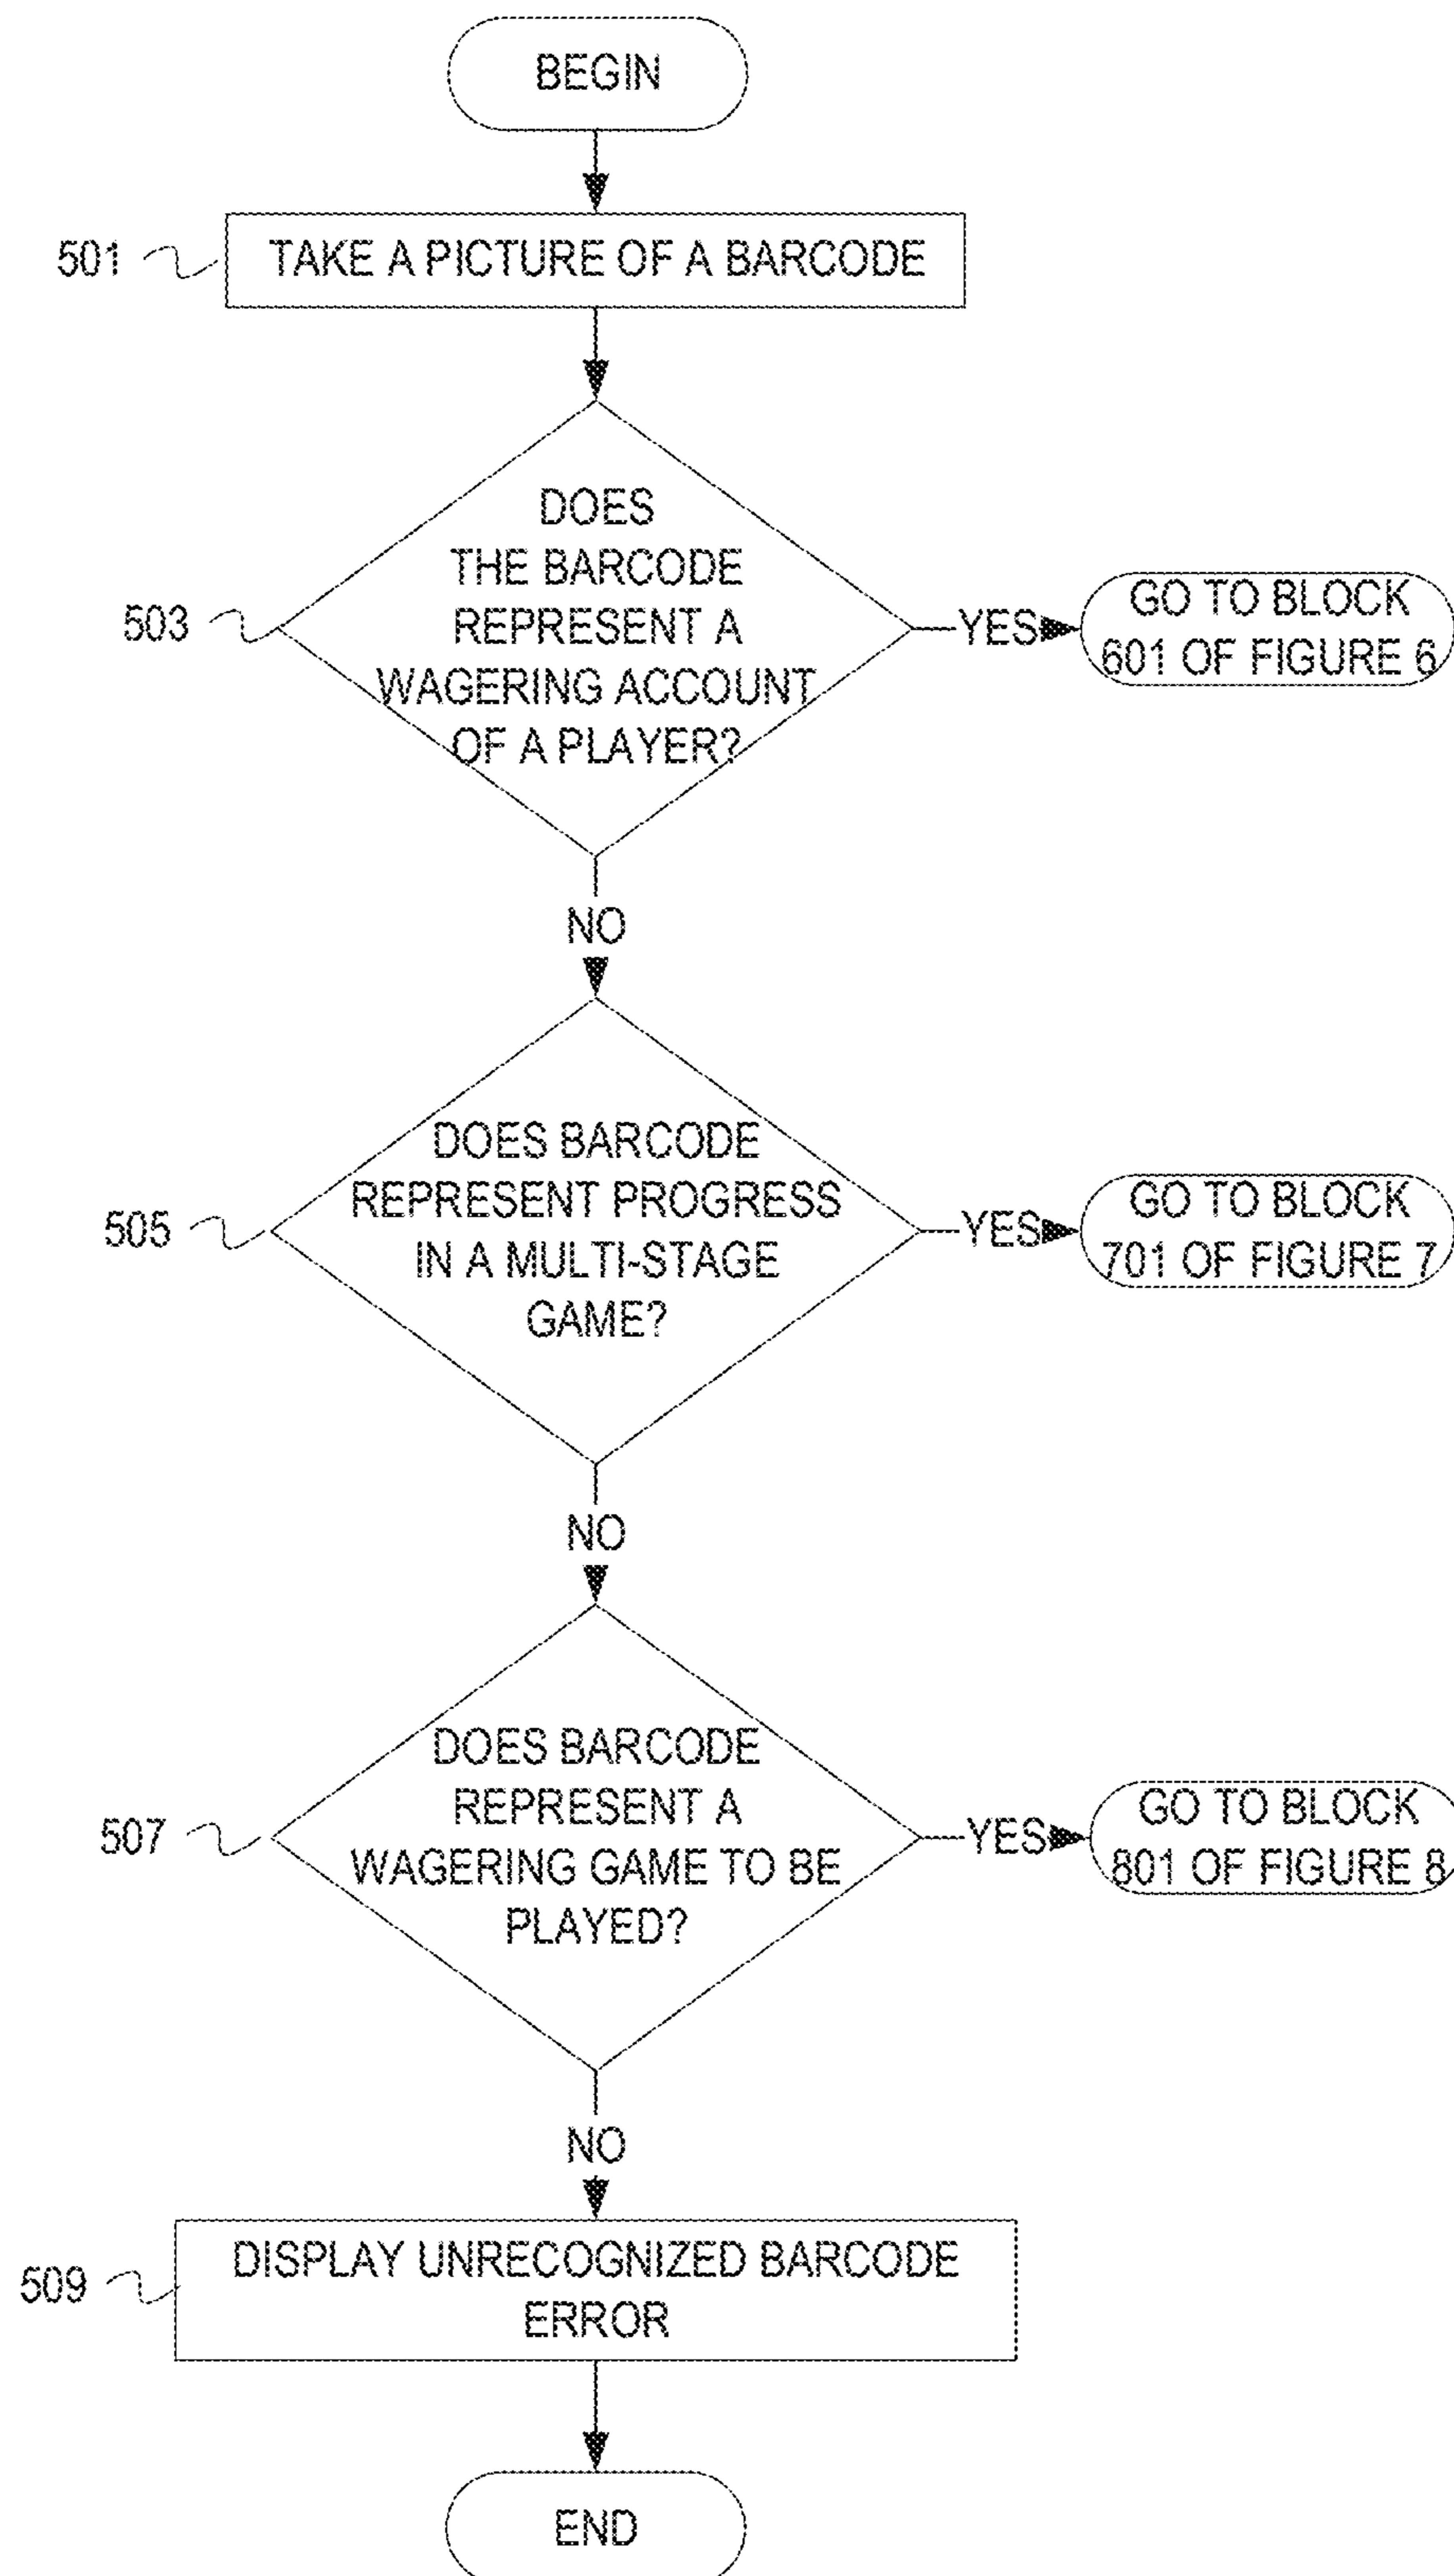 BEGIN
501
TAKE A PICTURE OF A BARCODE
DOES
THE BARCODE
REPRESENT A
WAGERING ACCOUNT
OF A PLAYER?
503
YES
GO TO BLOCK
601 OF FIGURE 6
NO
DOES BARCODE
REPRESENT PROGRESS
IN A MULTI-STAGE
GAME?
505
YES
GO TO BLOCK
701 OF FIGURE 7
NO
DOES BARCODE
REPRESENT A
WAGERING GAME TO BE
PLAYED?
507
YES
GO TO BLOCK
801 OF FIGURE 8
NO
509
DISPLAY UNRECOGNIZED BARCODE
ERROR
END